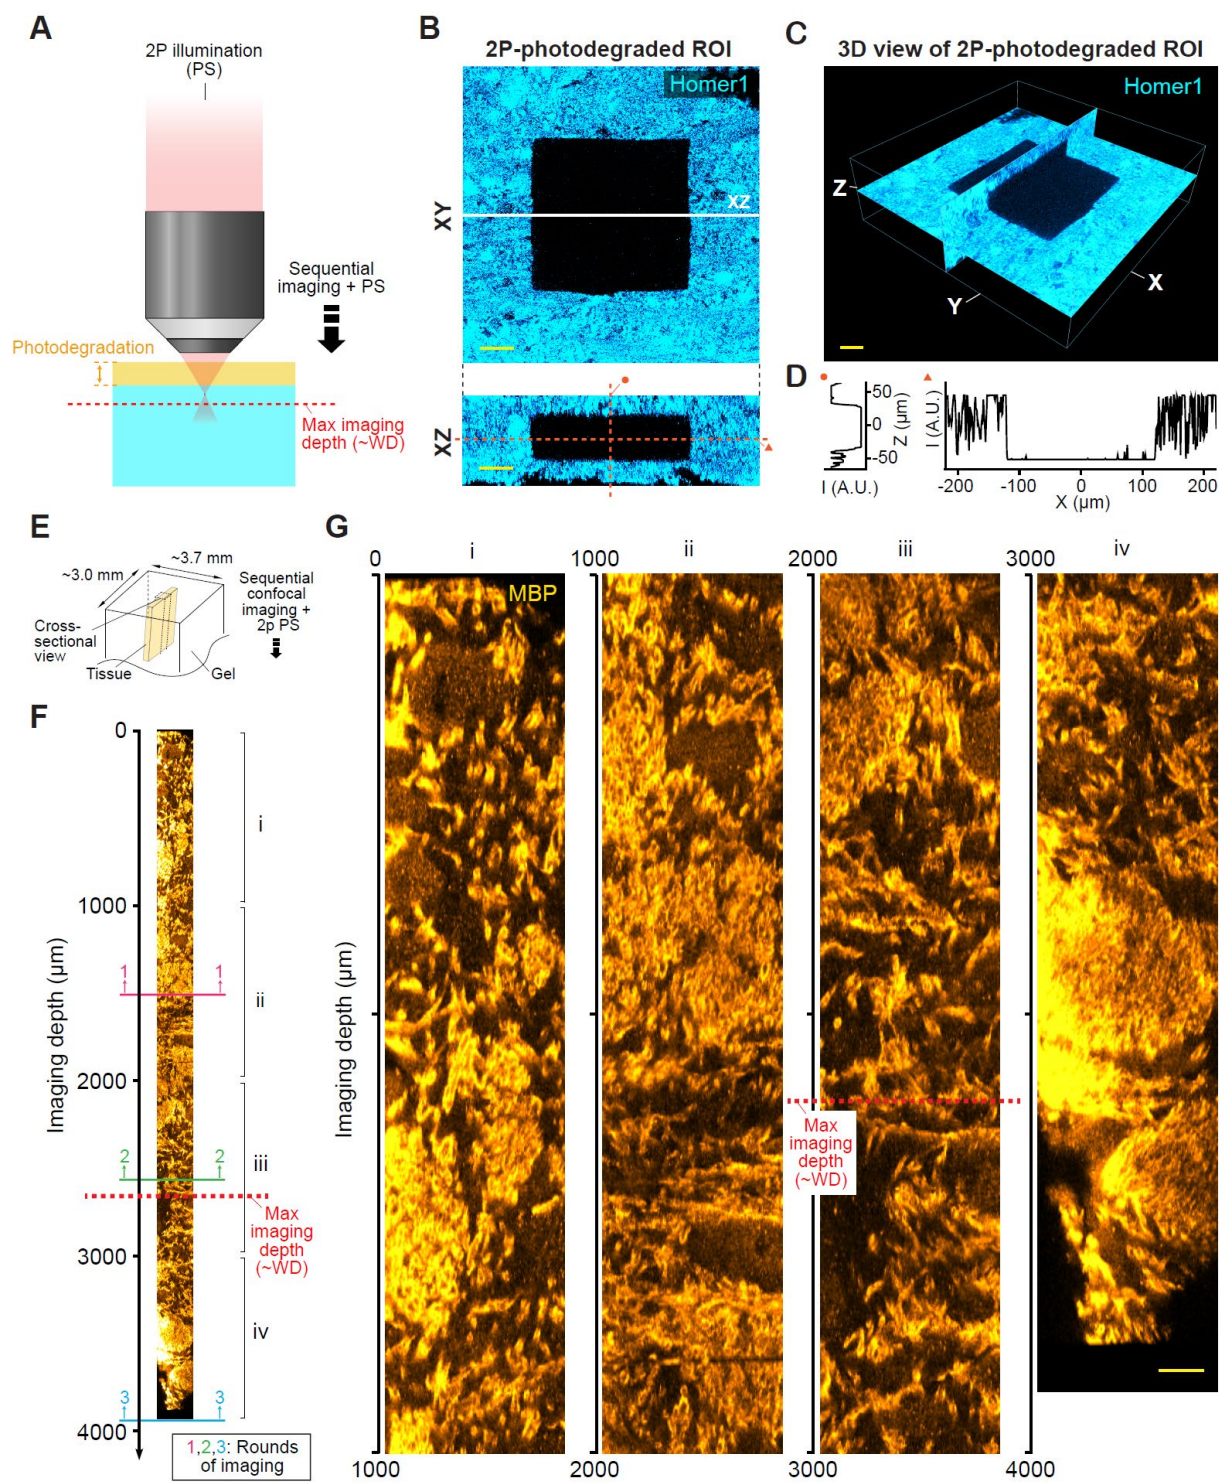 A
2P illumination
(PS)
Sequential
imaging + PS
Photodegradation
Max imaging
depth (~WD)
B
2P-photodegraded ROI
Homer1
XY
XZ
XZ
C
3D view of 2P-photodegraded ROI
Homer1
Z
Y
X
D
50
0
-50
Z (µm)
I (A.U.)
I (A.U.)
-200
-100
0
100
200
X (µm)
E
~3.0 mm
~3.7 mm
Sequential
confocal
imaging +
2p PS
Cross-
sectional
view
Tissue
Gel
F
0
1000
2000
3000
4000
Imaging depth (µm)
i
ii
iii
iv
1
1
2
2
3
3
Max
imaging
depth
(~WD)
1,2,3: Rounds
of imaging
G
0
i
1000
ii
2000
iii
3000
iv
MBP
Imaging depth (µm)
Max
imaging
depth
(~WD)
1000
2000
3000
4000